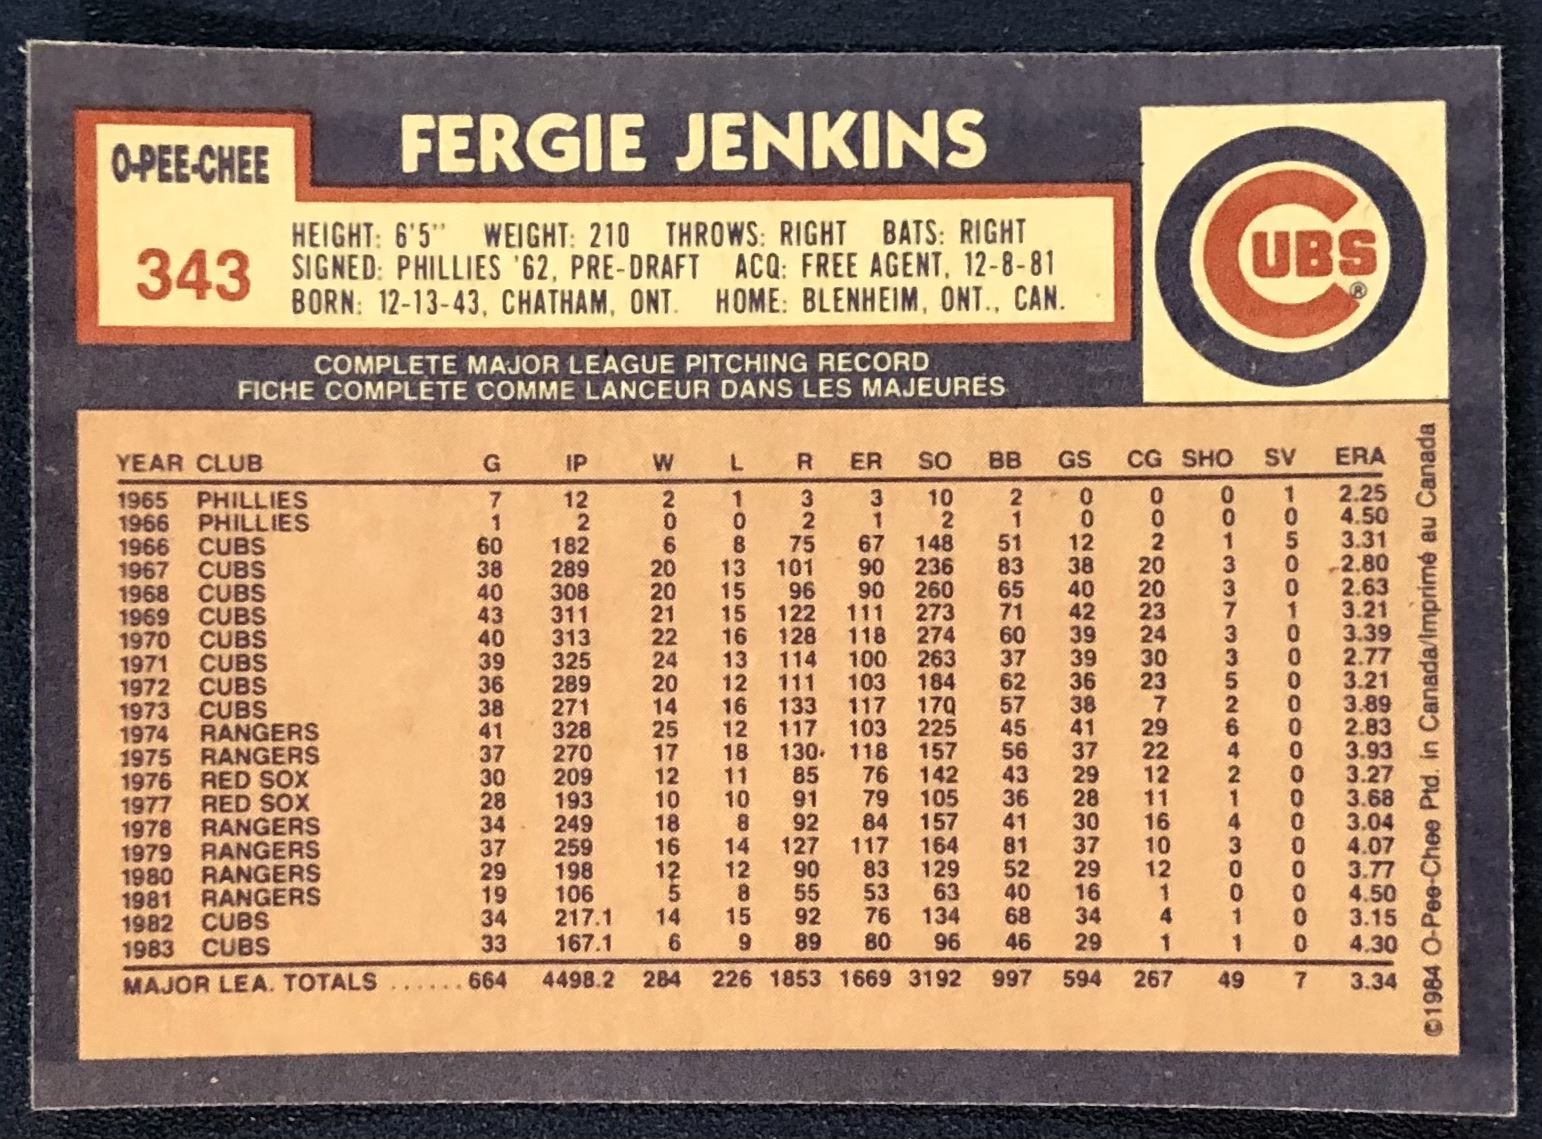 O-PEE-CHEE
FERGIE JENKINS
343
HEIGHT: 6'5" WEIGHT: 210 THROWS: RIGHT BATS: RIGHT
SIGNED: PHILLIES '62, PRE-DRAFT ACQ: FREE AGENT, 12-8-81
BORN: 12-13-43, CHATHAM, ONT. HOME: BLENHEIM, ONT., CAN.
CUBS®
COMPLETE MAJOR LEAGUE PITCHING RECORD
FICHE COMPLÈTE COMME LANCEUR DANS LES MAJEURES
YEAR CLUB G IP W L R ER SO BB GS CG SHO SV ERA
1965 PHILLIES 7 12 2 1 3 3 10 2 0 0 0 1 2.25
1966 PHILLIES 1 2 0 0 2 1 2 1 0 0 0 0 4.50
1966 CUBS 60 182 6 8 75 67 148 51 12 2 1 5 3.31
1967 CUBS 38 289 20 13 101 90 236 83 38 20 3 0 2.80
1968 CUBS 40 308 20 15 96 90 260 65 40 20 3 0 2.63
1969 CUBS 43 311 21 15 122 111 273 71 42 23 7 1 3.21
1970 CUBS 40 313 22 16 128 118 274 60 39 24 3 0 3.39
1971 CUBS 39 325 24 13 114 100 263 37 39 30 3 0 2.77
1972 CUBS 36 289 20 12 111 103 184 62 36 23 5 0 3.21
1973 CUBS 38 271 14 16 133 117 170 57 38 7 2 0 3.89
1974 RANGERS 41 328 25 12 117 103 225 45 41 29 6 0 2.83
1975 RANGERS 37 270 17 18 130 118 157 56 37 22 4 0 3.93
1976 RED SOX 30 209 12 11 85 76 142 43 29 12 2 0 3.27
1977 RED SOX 28 193 10 10 91 79 105 36 28 11 1 0 3.68
1978 RANGERS 34 249 18 8 92 84 157 41 30 16 4 0 3.04
1979 RANGERS 37 259 16 14 127 117 164 81 37 10 3 0 4.07
1980 RANGERS 29 198 12 12 90 83 129 52 29 12 0 0 3.77
1981 RANGERS 19 106 5 8 55 53 63 40 16 1 0 0 4.50
1982 CUBS 34 217.1 14 15 92 76 134 68 34 4 1 0 3.15
1983 CUBS 33 167.1 6 9 89 80 96 46 29 1 1 0 4.30
MAJOR LEA. TOTALS ...... 664 4498.2 284 226 1853 1669 3192 997 594 267 49 7 3.34
©1984 O-Pee-Chee Ptd. in Canada/Imprimé au Canada